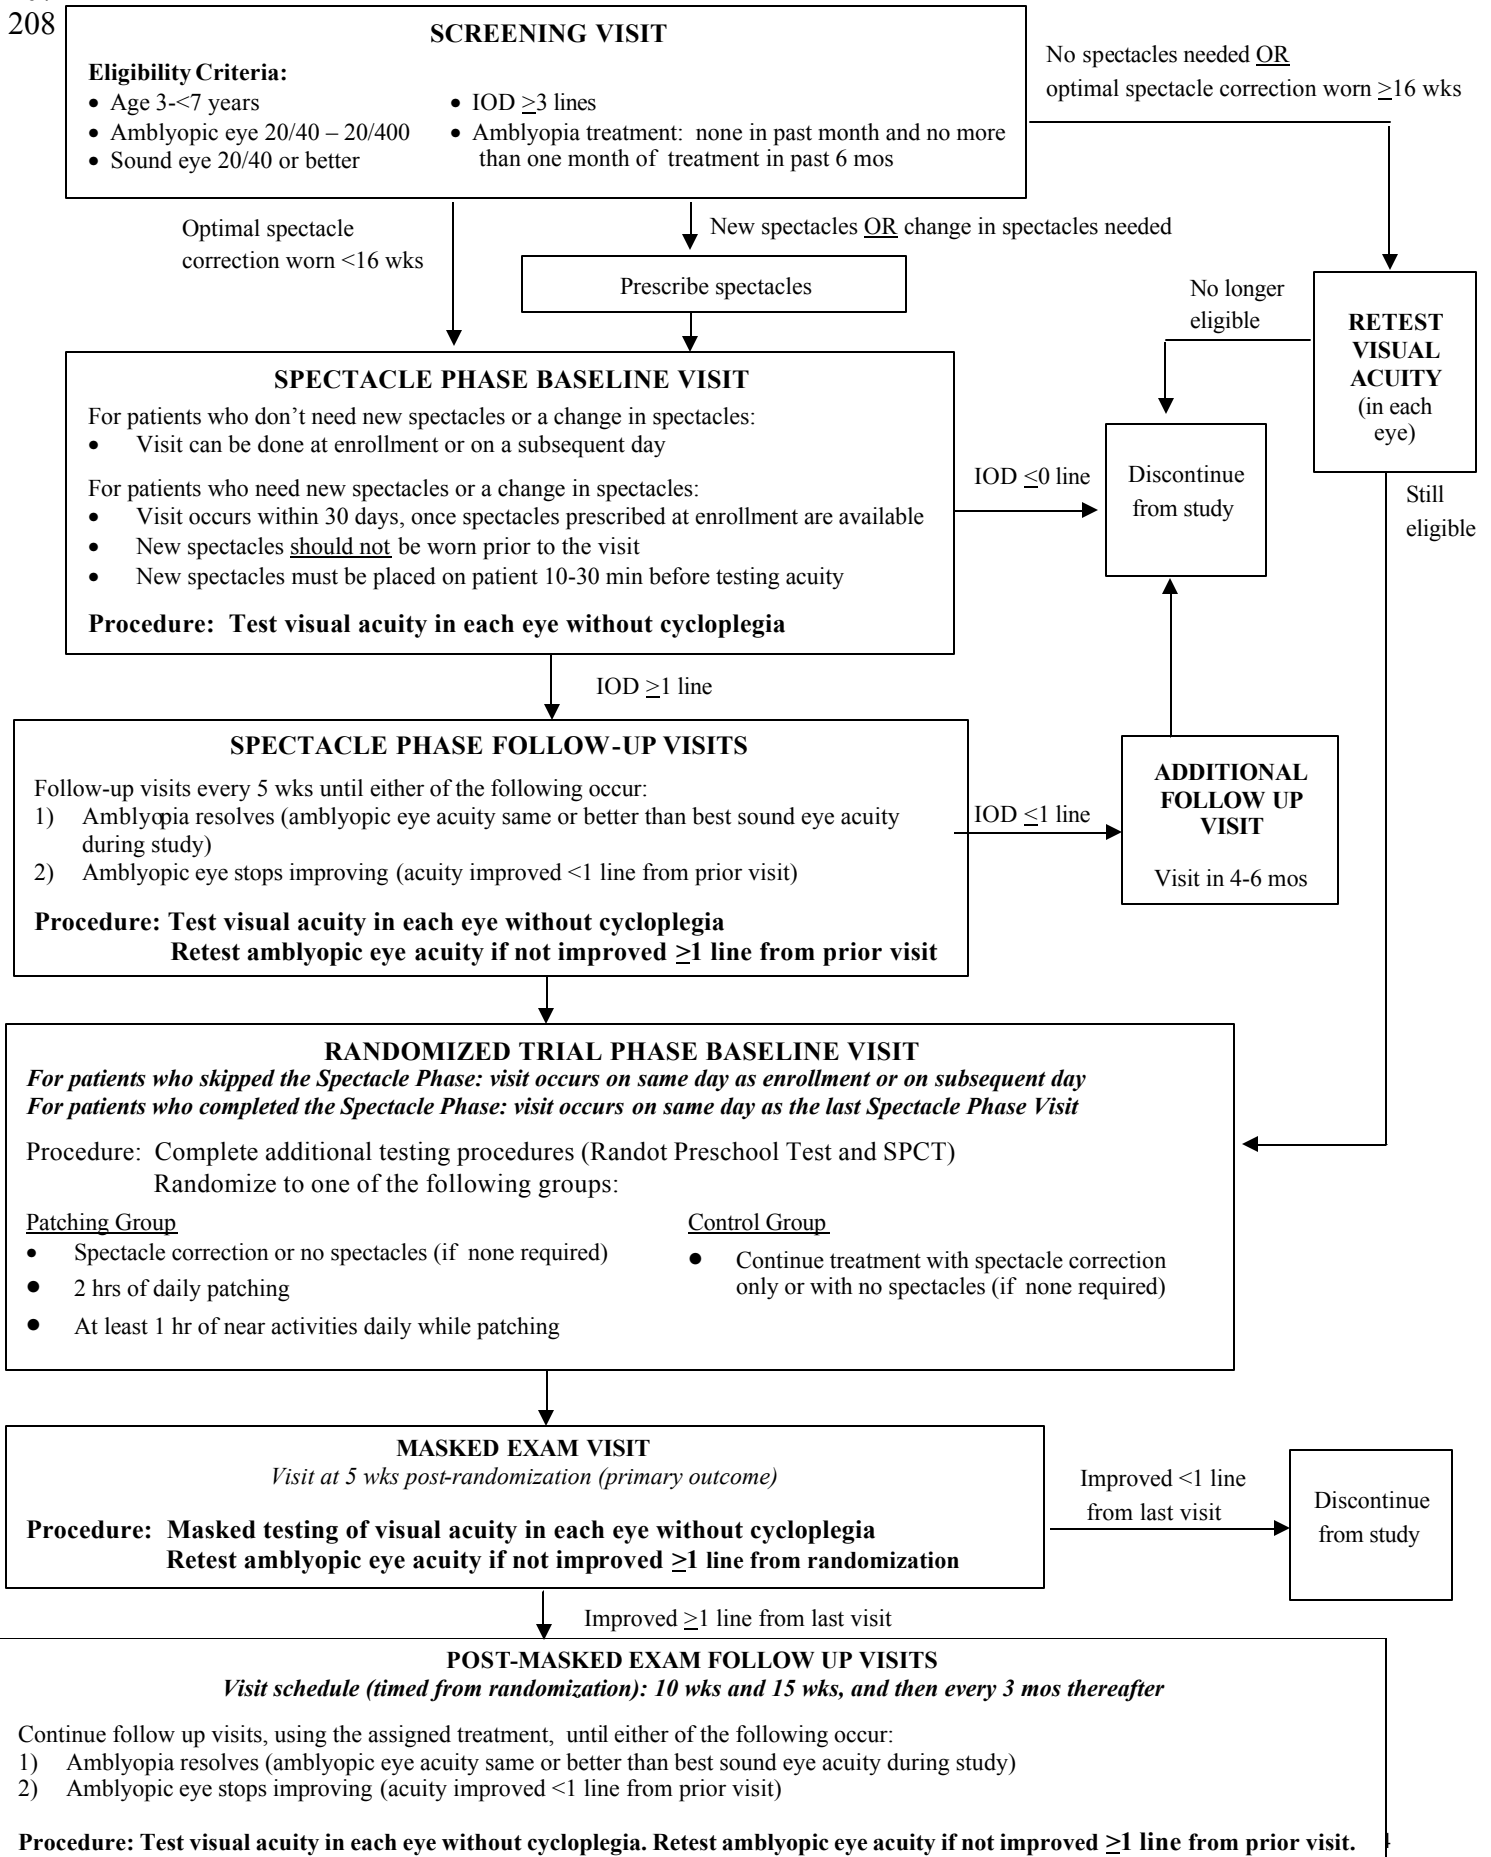 208
SCREENING VISIT
Eligibility Criteria:
• Age 3-<7 years
• Amblyopic eye 20/40 – 20/400
• Sound eye 20/40 or better
• IOD ≥3 lines
• Amblyopia treatment: none in past month and no more
than one month of treatment in past 6 mos
No spectacles needed OR
optimal spectacle correction worn ≥16 wks
Optimal spectacle
correction worn <16 wks
New spectacles OR change in spectacles needed
Prescribe spectacles
No longer
eligible
RETEST
VISUAL
ACUITY
(in each
eye)
SPECTACLE PHASE BASELINE VISIT
For patients who don't need new spectacles or a change in spectacles:
• Visit can be done at enrollment or on a subsequent day
For patients who need new spectacles or a change in spectacles:
• Visit occurs within 30 days, once spectacles prescribed at enrollment are available
• New spectacles should not be worn prior to the visit
• New spectacles must be placed on patient 10-30 min before testing acuity
Procedure: Test visual acuity in each eye without cycloplegia
IOD ≤0 line
Discontinue
from study
Still
eligible
IOD ≥1 line
SPECTACLE PHASE FOLLOW-UP VISITS
Follow-up visits every 5 wks until either of the following occur:
1) Amblyopia resolves (amblyopic eye acuity same or better than best sound eye acuity
during study)
2) Amblyopic eye stops improving (acuity improved <1 line from prior visit)
Procedure: Test visual acuity in each eye without cycloplegia
Retest amblyopic eye acuity if not improved ≥1 line from prior visit
IOD ≤1 line
ADDITIONAL
FOLLOW UP
VISIT
Visit in 4-6 mos
RANDOMIZED TRIAL PHASE BASELINE VISIT
For patients who skipped the Spectacle Phase: visit occurs on same day as enrollment or on subsequent day
For patients who completed the Spectacle Phase: visit occurs on same day as the last Spectacle Phase Visit
Procedure: Complete additional testing procedures (Randot Preschool Test and SPCT)
Randomize to one of the following groups:
Patching Group
• Spectacle correction or no spectacles (if none required)
• 2 hrs of daily patching
• At least 1 hr of near activities daily while patching
Control Group
• Continue treatment with spectacle correction
only or with no spectacles (if none required)
MASKED EXAM VISIT
Visit at 5 wks post-randomization (primary outcome)
Procedure: Masked testing of visual acuity in each eye without cycloplegia
Retest amblyopic eye acuity if not improved ≥1 line from randomization
Improved <1 line
from last visit
Discontinue
from study
Improved ≥1 line from last visit
POST-MASKED EXAM FOLLOW UP VISITS
Visit schedule (timed from randomization): 10 wks and 15 wks, and then every 3 mos thereafter
Continue follow up visits, using the assigned treatment, until either of the following occur:
1) Amblyopia resolves (amblyopic eye acuity same or better than best sound eye acuity during study)
2) Amblyopic eye stops improving (acuity improved <1 line from prior visit)
Procedure: Test visual acuity in each eye without cycloplegia. Retest amblyopic eye acuity if not improved ≥1 line from prior visit.